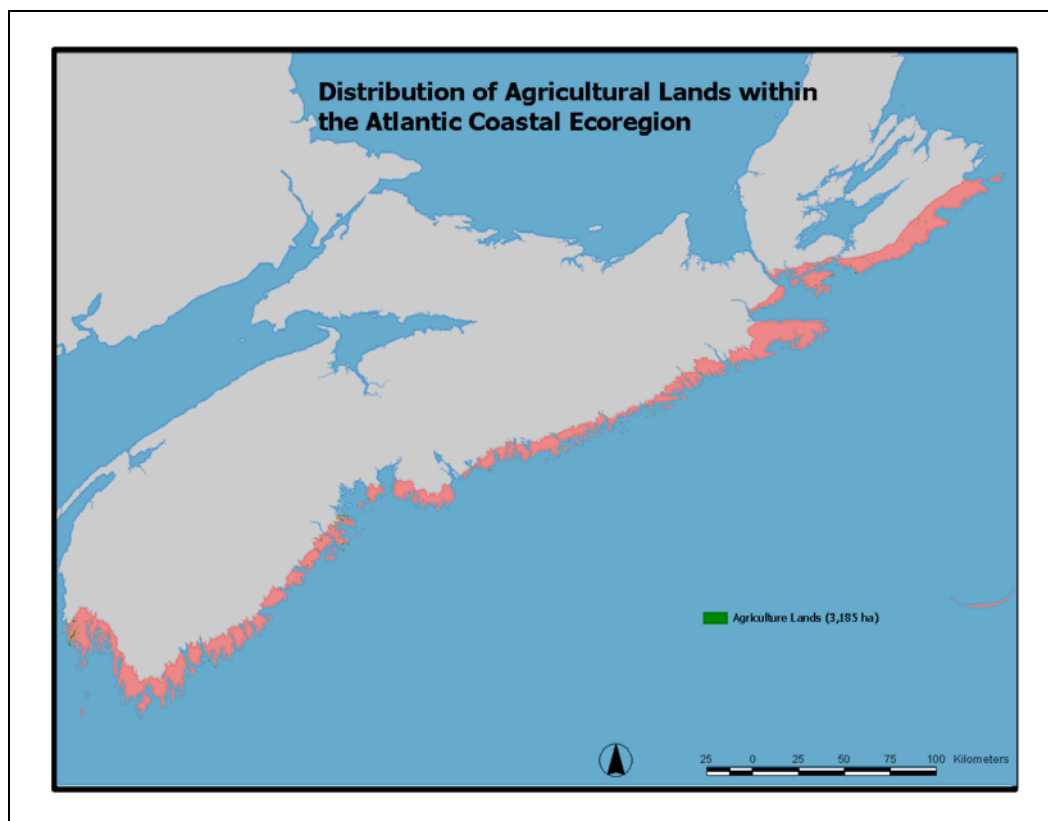 Distribution of Agricultural Lands within
the Atlantic Coastal Ecoregion
Agriculture Lands (3,185 ha)
25 0 25 50 75 100 Kilometers